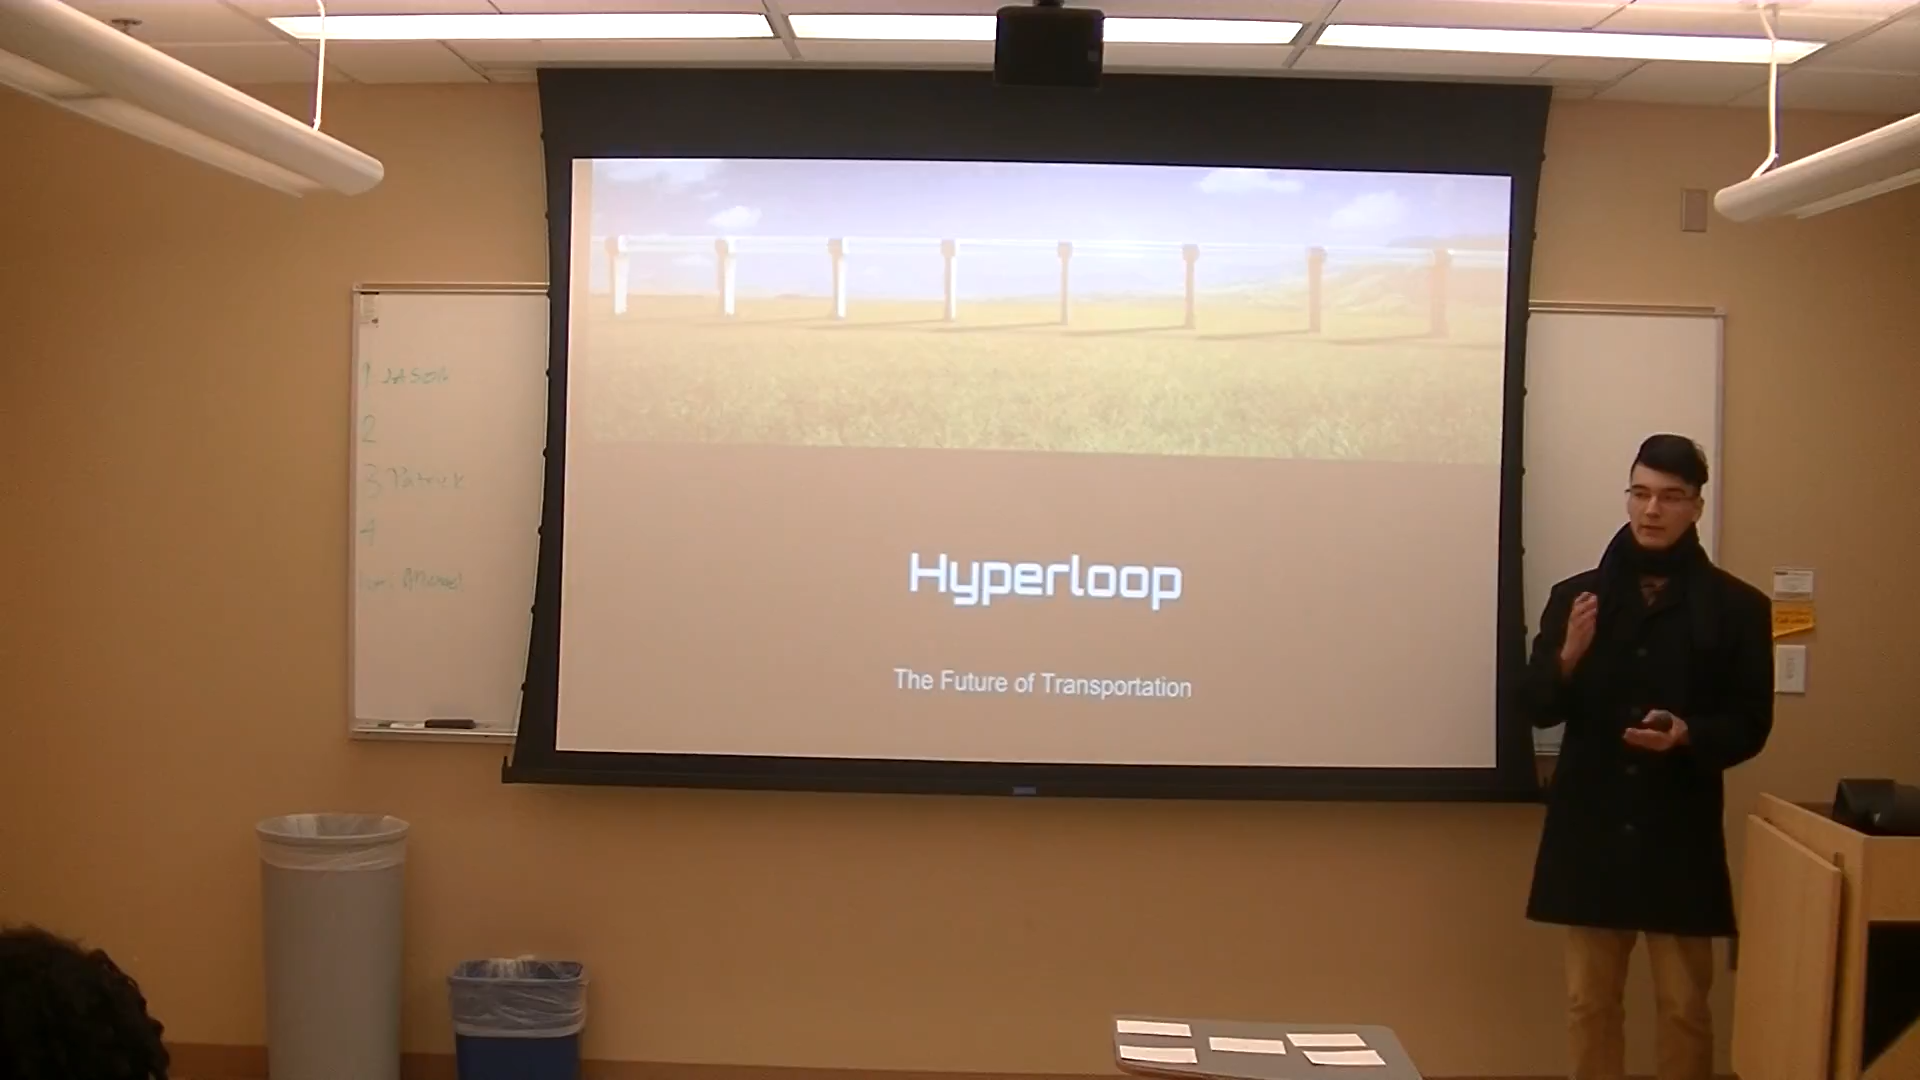 1 JASON
2
3 Patrick
4
Hyperloop
The Future of Transportation